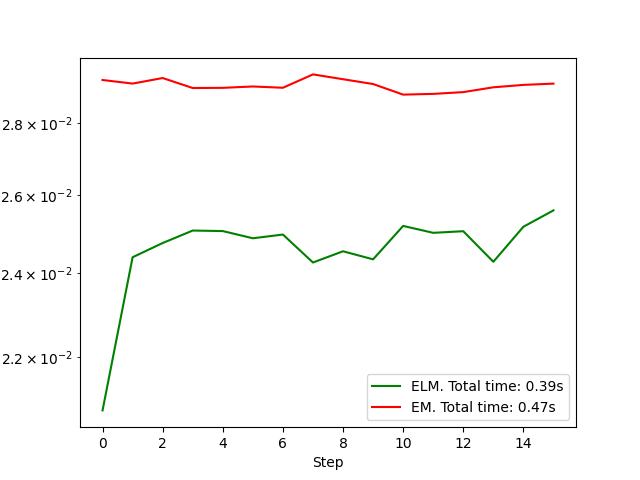 2.8 × 10⁻²
2.6 × 10⁻²
2.4 × 10⁻²
2.2 × 10⁻²
ELM. Total time: 0.39s
EM. Total time: 0.47s
0 2 4 6 8 10 12 14
Step